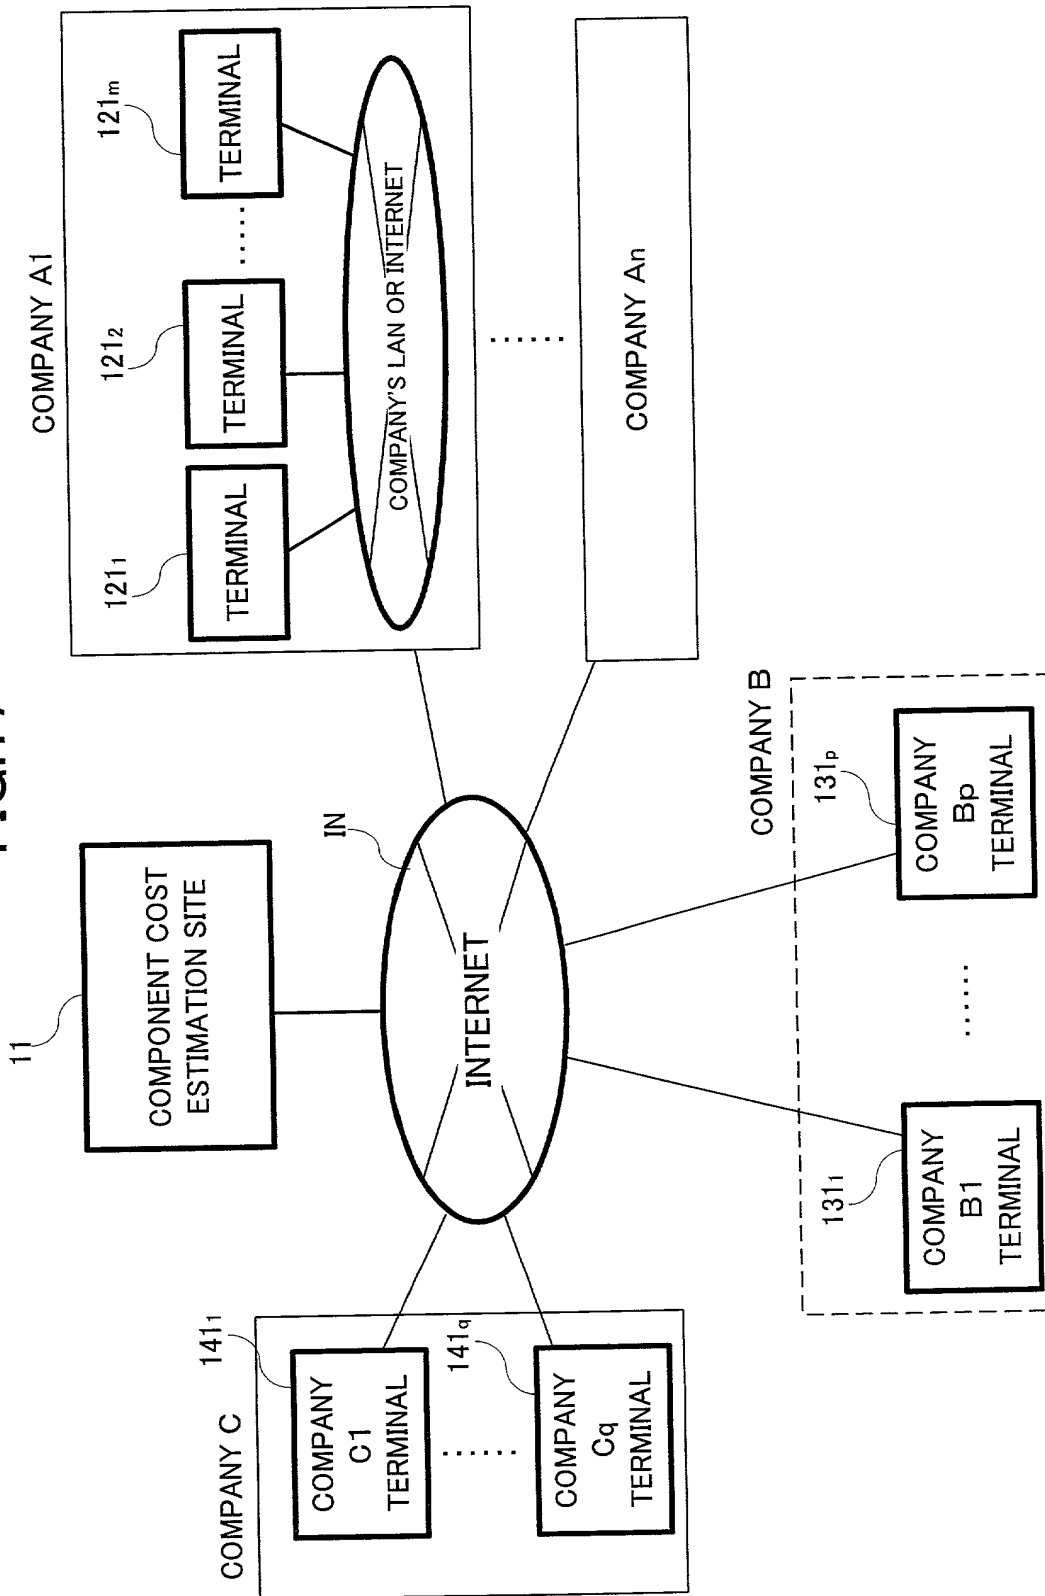 11
COMPONENT COST
ESTIMATION SITE
COMPANY C
141₁
COMPANY
C1
TERMINAL
......
141q
COMPANY
Cq
TERMINAL
IN
INTERNET
COMPANY A1
121₁
TERMINAL
121₂
TERMINAL
......
121m
TERMINAL
COMPANY'S LAN OR INTERNET
......
COMPANY An
COMPANY B
131₁
COMPANY
B1
TERMINAL
......
131p
COMPANY
Bp
TERMINAL